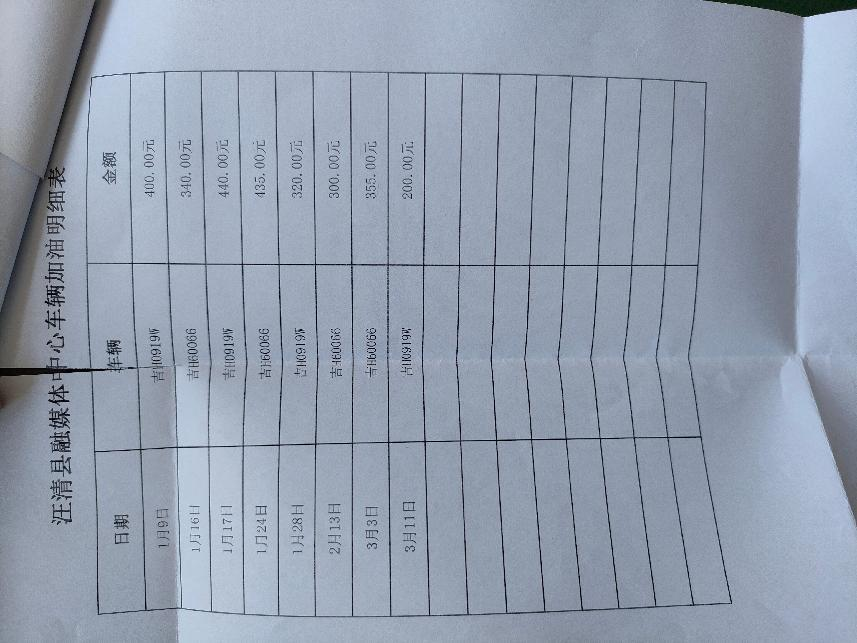 汪清县融媒体中心车辆加油明细表
日期 车辆 金额
1月9日 吉H0919W 400.00元
1月16日 吉H60066 340.00元
1月17日 吉H0919W 440.00元
1月24日 吉H60066 435.00元
1月28日 吉H0919W 320.00元
2月13日 吉H60066 300.00元
3月3日 吉H60066 355.00元
3月11日 吉H0919W 200.00元